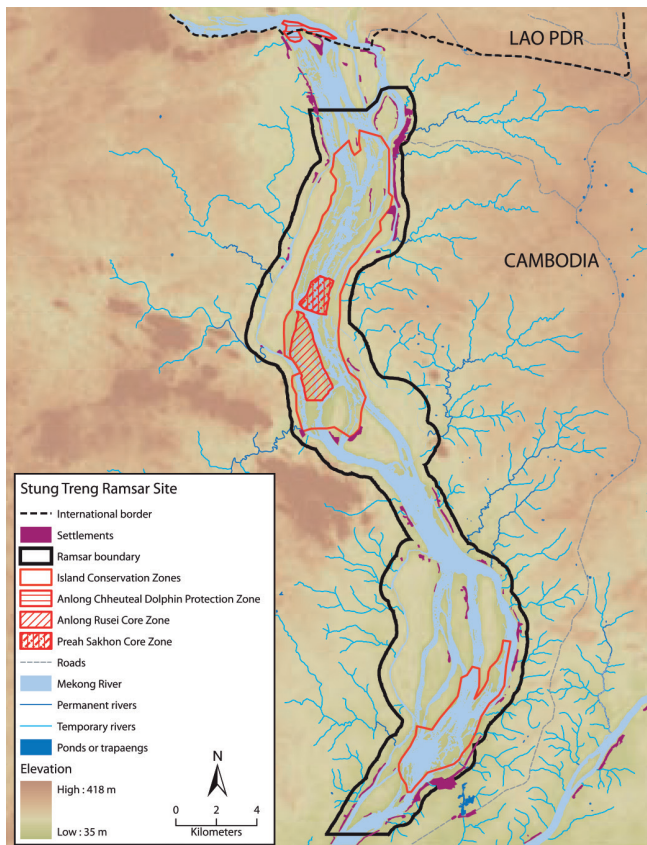 LAO PDR
CAMBODIA
Stung Treng Ramsar Site
International border
Settlements
Ramsar boundary
Island Conservation Zones
Anlong Chheuteal Dolphin Protection Zone
Anlong Rusei Core Zone
Preah Sakhon Core Zone
Roads
Mekong River
Permanent rivers
Temporary rivers
Ponds or trapaengs
Elevation
High : 418 m
Low : 35 m
N
0 2 4
Kilometers